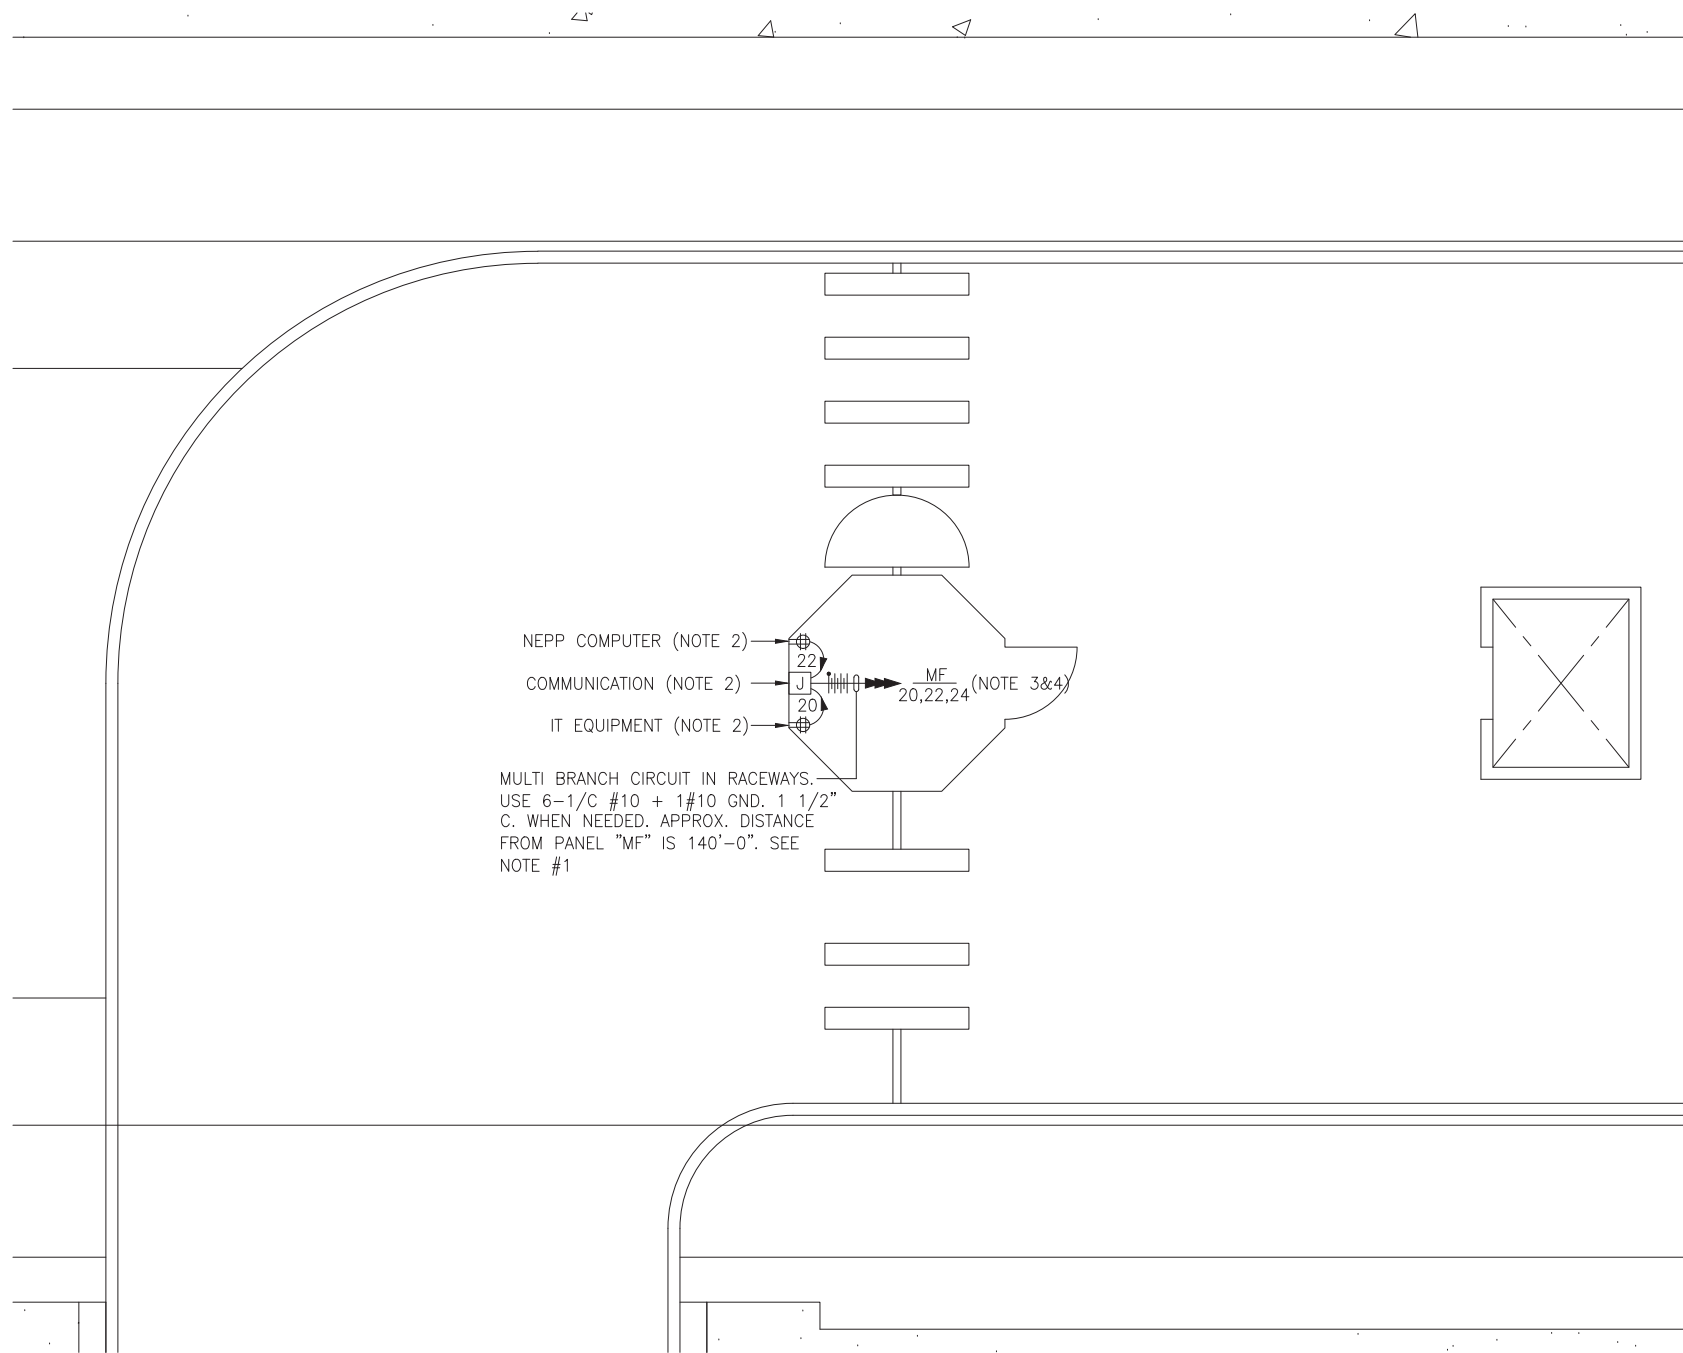 NEPP COMPUTER (NOTE 2)
22
COMMUNICATION (NOTE 2)
J
MF
20,22,24
(NOTE 3&4)
20
IT EQUIPMENT (NOTE 2)
MULTI BRANCH CIRCUIT IN RACEWAYS.
USE 6-1/C #10 + 1#10 GND. 1 1/2"
C. WHEN NEEDED. APPROX. DISTANCE
FROM PANEL "MF" IS 140'-0". SEE
NOTE #1